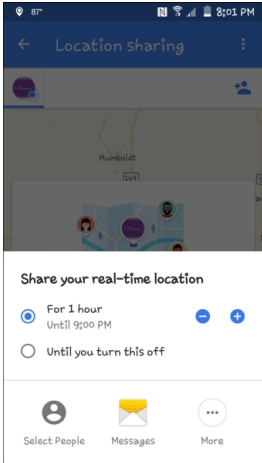 87° 8:01 PM
Location sharing
Humboldt
169
Share your real-time location
For 1 hour
Until 9:00 PM
Until you turn this off
Select People Messages More